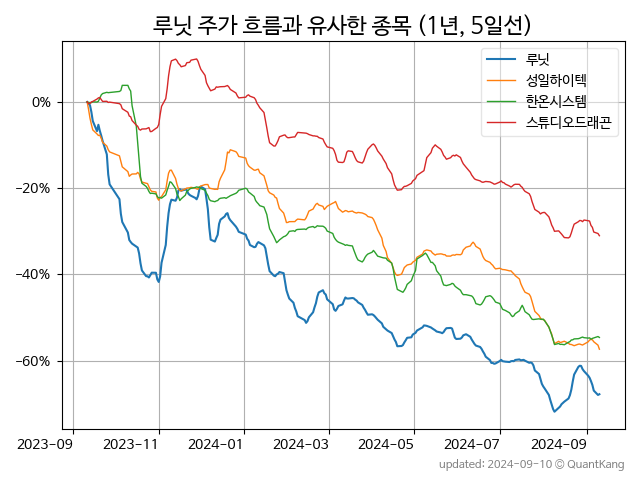 루닛 주가 흐름과 유사한 종목 (1년, 5일선)
루닛
성일하이텍
한온시스템
스튜디오드래곤
0%
−20%
−40%
−60%
2023-09 2023-11 2024-01 2024-03 2024-05 2024-07 2024-09
updated: 2024-09-10 @ QuantKang